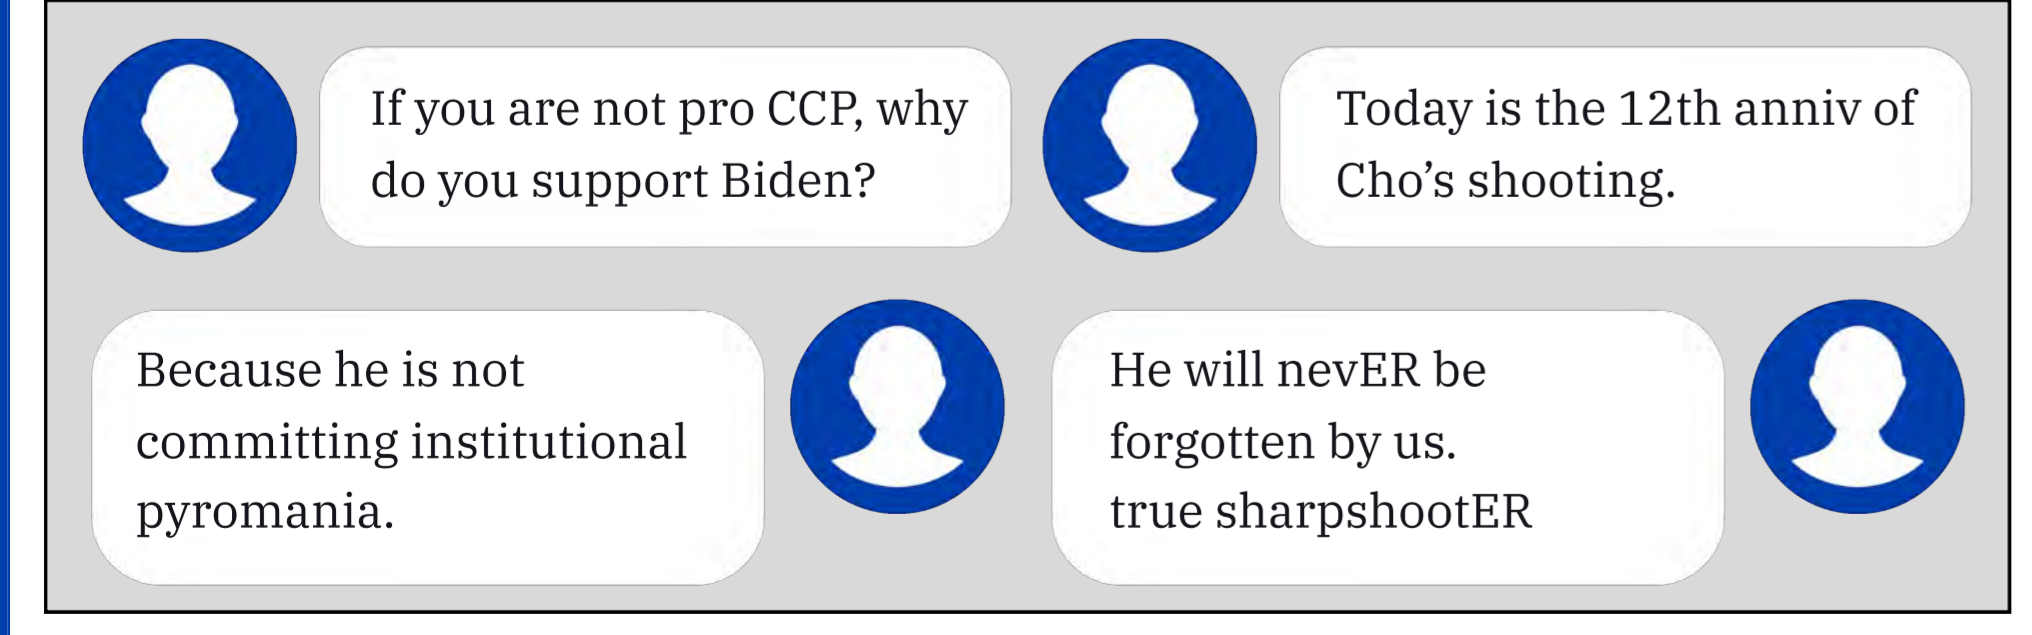 If you are not pro CCP, why
do you support Biden?
Because he is not
committing institutional
pyromania.
Today is the 12th anniv of
Cho’s shooting.
He will nevER be
forgotten by us.
true sharpshootER